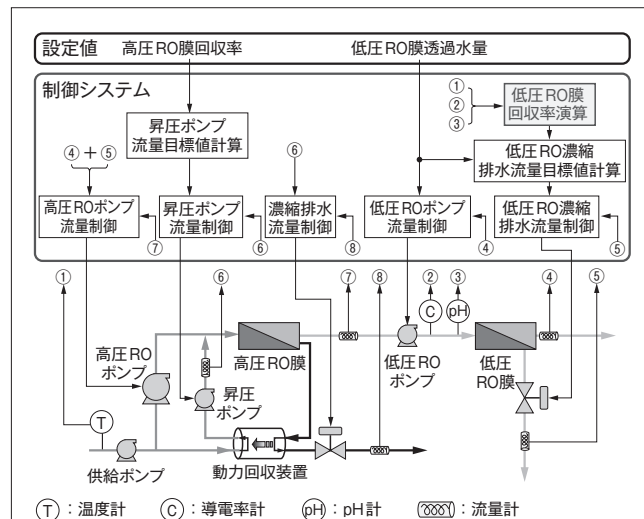 設定値 高圧RO膜回収率 低圧RO膜透過水量
制御システム
①
②
③
低圧RO膜
回収率演算
昇圧ポンプ
流量目標値計算
④+⑤
⑥
低圧RO濃縮
排水流量目標値計算
高圧ROポンプ
流量制御
昇圧ポンプ
流量制御
濃縮排水
流量制御
低圧ROポンプ
流量制御
低圧RO濃縮
排水流量制御
⑦
⑥
⑧
④
⑤
①
⑥
⑦
⑧
②
③
④
⑤
C
pH
高圧RO
ポンプ
高圧RO膜
低圧RO
ポンプ
低圧
RO膜
昇圧
ポンプ
T
供給ポンプ
動力回収装置
T:温度計 C:導電率計 pH:pH計 :流量計